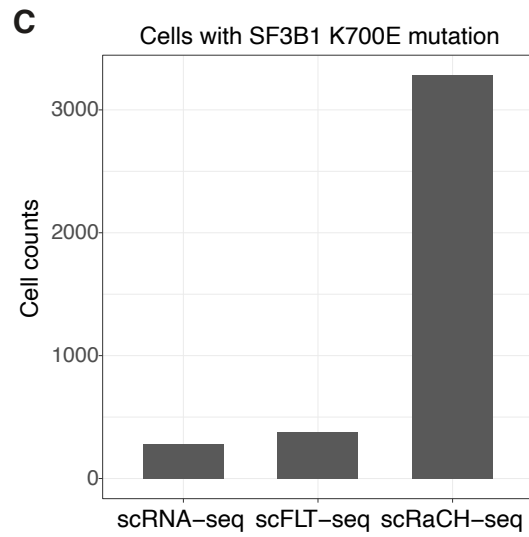 C
Cells with SF3B1 K700E mutation
Cell counts
3000
2000
1000
0
scRNA−seq scFLT−seq scRaCH−seq